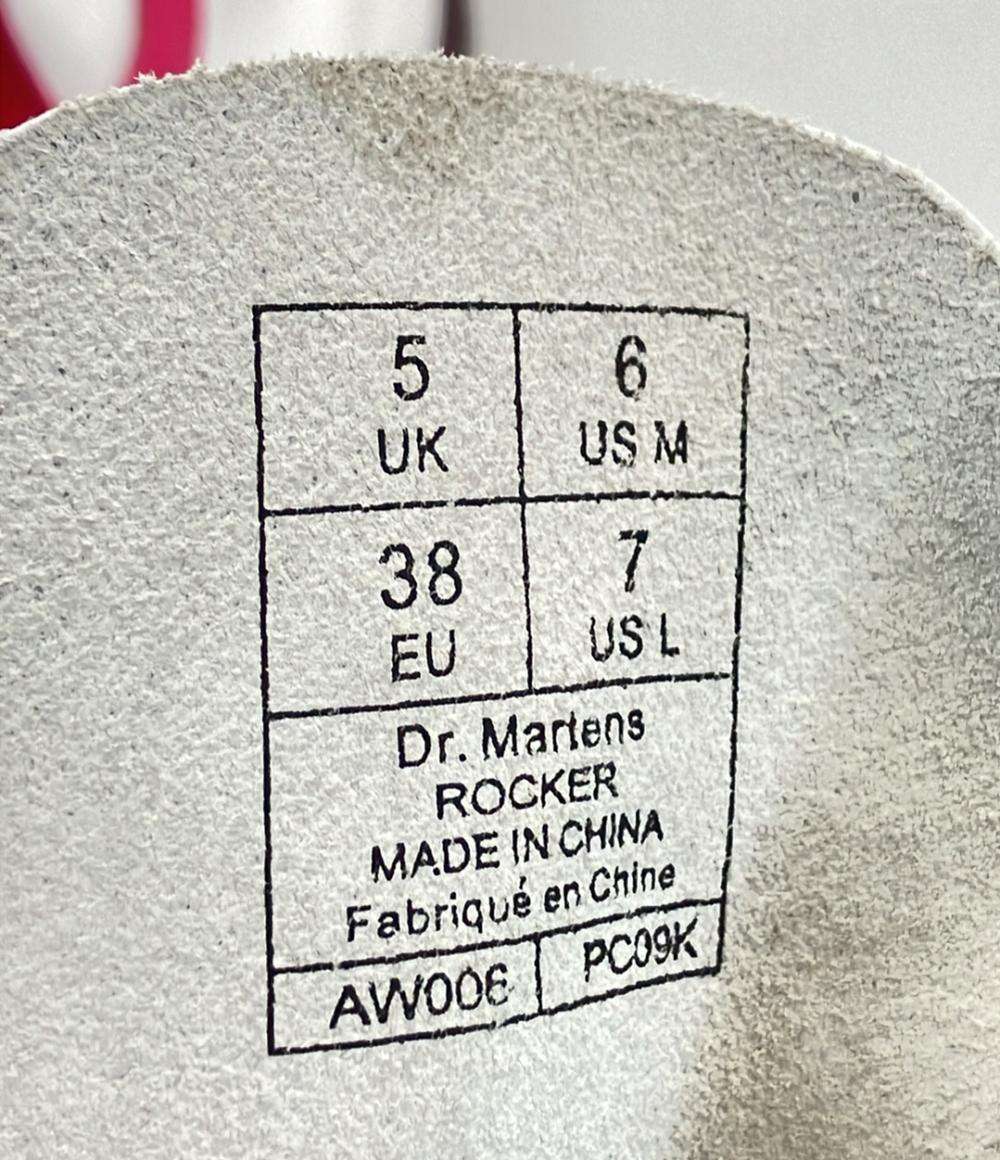 5 6
UK US M
38 7
EU US L
Dr. Martens
ROCKER
MADE IN CHINA
Fabriqué en Chine
AW006 PC09K